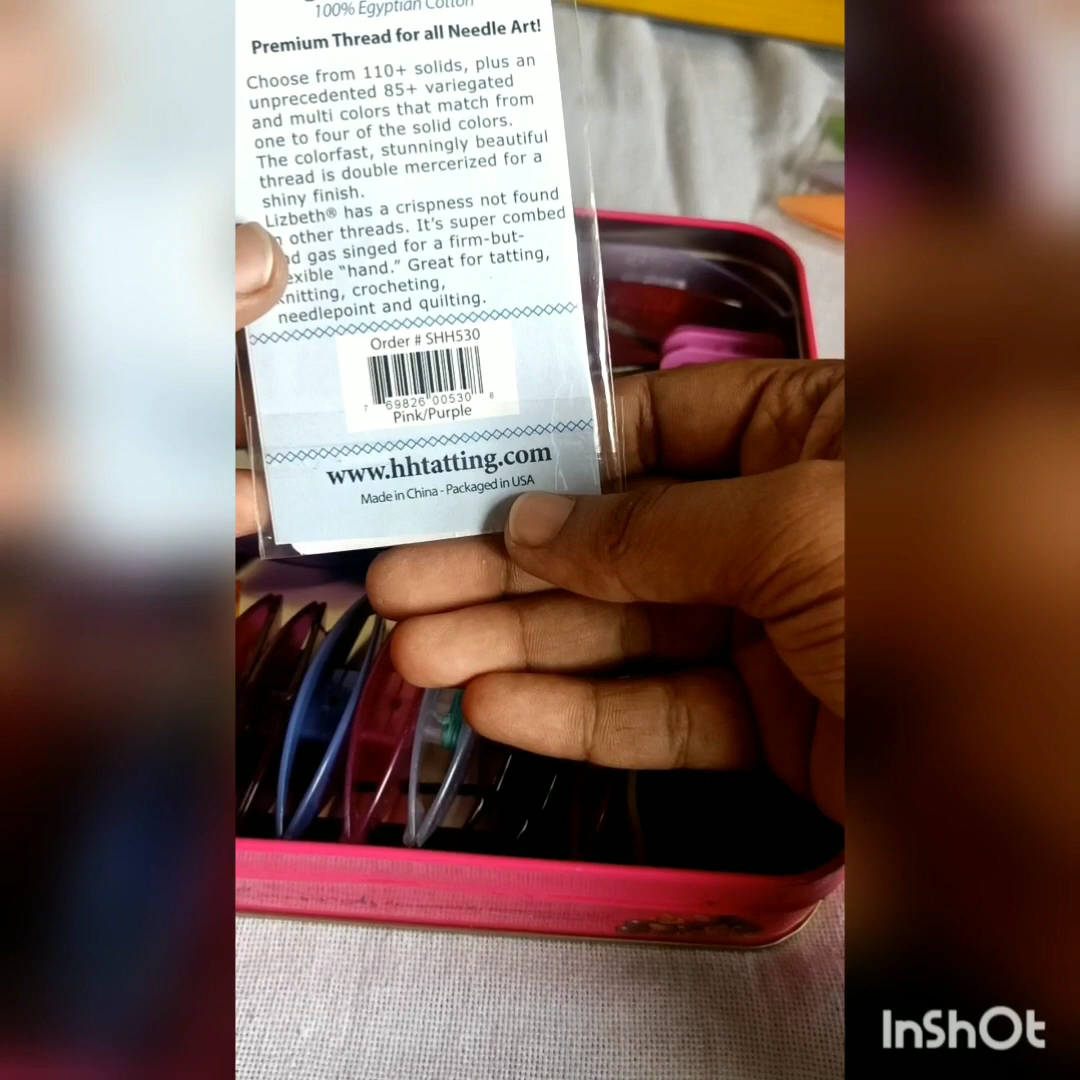 100% Egyptian Cotton
Premium Thread for all Needle Art!
Choose from 110+ solids, plus an
unprecedented 85+ variegated
and multi colors that match from
one to four of the solid colors.
The colorfast, stunningly beautiful
thread is double mercerized for a
shiny finish.
Lizbeth® has a crispness not found
other threads. It's super combed
gas singed for a firm-but-
"hand." Great for tatting,
knitting, crocheting,
needlepoint and quilting.
Order # SHH530
7 69826 00530 8
Pink/Purple
www.hhtatting.com
Made in China - Packaged in USA
InShOt